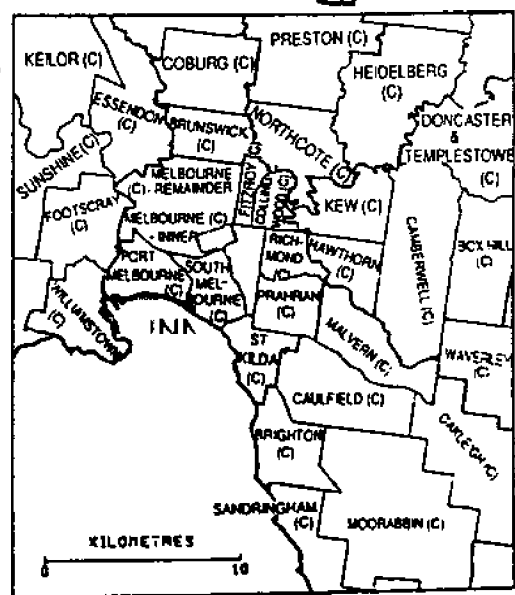 PRESTON (C)
KEILOR (C)
COBURG (C)
HEIDELBERG
(C)
ESSENDON
(C)
BRUNSWICK
(C)
NORTHCOTE (C)
DONCASTER
&
TEMPLESTOWE
(C)
SUNSHINE (C)
MELBOURNE
(C) - REMAINDER
FITZROY (C)
COLLING
WOOD (C)
KEW (C)
FOOTSCRAY
(C)
MELBOURNE (C)
- INNER
RICH-
MOND
(C)
HAWTHORN
(C)
CAMBERWELL (C)
BOX HILL
(C)
PORT
MELBOURNE
(C)
SOUTH
MEL-
BOURNE
(C)
PRAHRAN
(C)
WILLIAMSTOWN
(C)
ST
KILDA
(C)
MALVERN (C)
WAVERLEY
(C)
CAULFIELD (C)
OAKLEIGH (C)
BRIGHTON
(C)
SANDRINGHAM
(C)
MOORABBIN (C)
KILOMETRES
0 10